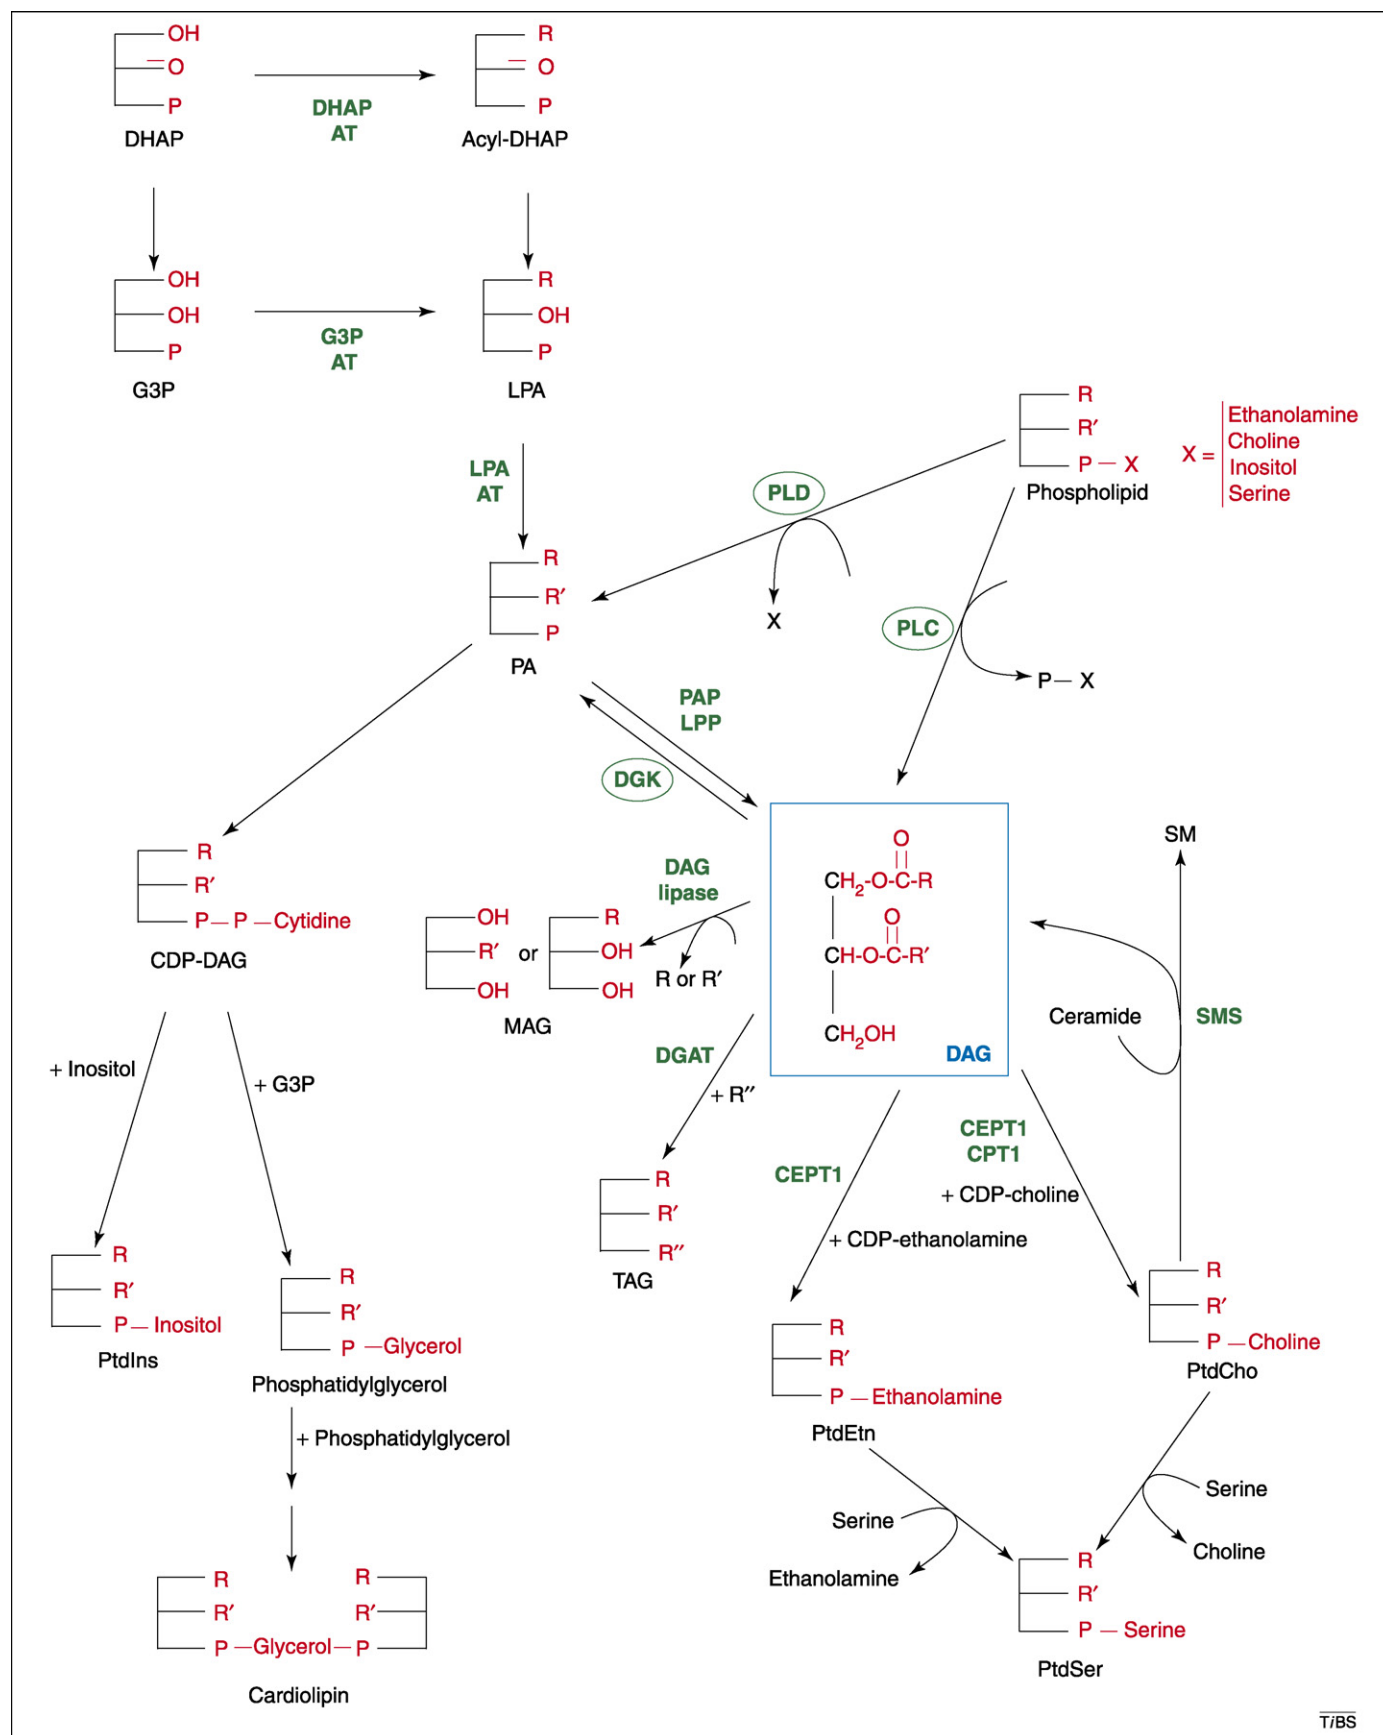 OH
O
P
DHAP
DHAP
AT
R
O
P
Acyl-DHAP
OH
OH
P
G3P
G3P
AT
R
OH
P
LPA
LPA
AT
R
R′
P – X
Phospholipid
X =
Ethanolamine
Choline
Inositol
Serine
PLD
X
PLC
P – X
R
R′
P
PA
PAP
LPP
DGK
R
R′
P – P – Cytidine
CDP-DAG
DAG
lipase
OH
R′
OH
or
R
OH
OH
MAG
R or R′
O
CH2-O-C-R
O
CH-O-C-R′
CH2OH
DAG
SM
Ceramide
SMS
+ Inositol
+ G3P
DGAT
+ R″
R
R′
R″
TAG
CEPT1
+ CDP-ethanolamine
CEPT1
CPT1
+ CDP-choline
R
R′
P – Inositol
PtdIns
R
R′
P – Glycerol
Phosphatidylglycerol
+ Phosphatidylglycerol
R
R′
P – Ethanolamine
PtdEtn
R
R′
P – Choline
PtdCho
Serine
Ethanolamine
Serine
Choline
R
R′
P – Serine
PtdSer
R R
R′ R′
P – Glycerol – P
Cardiolipin
TiBS